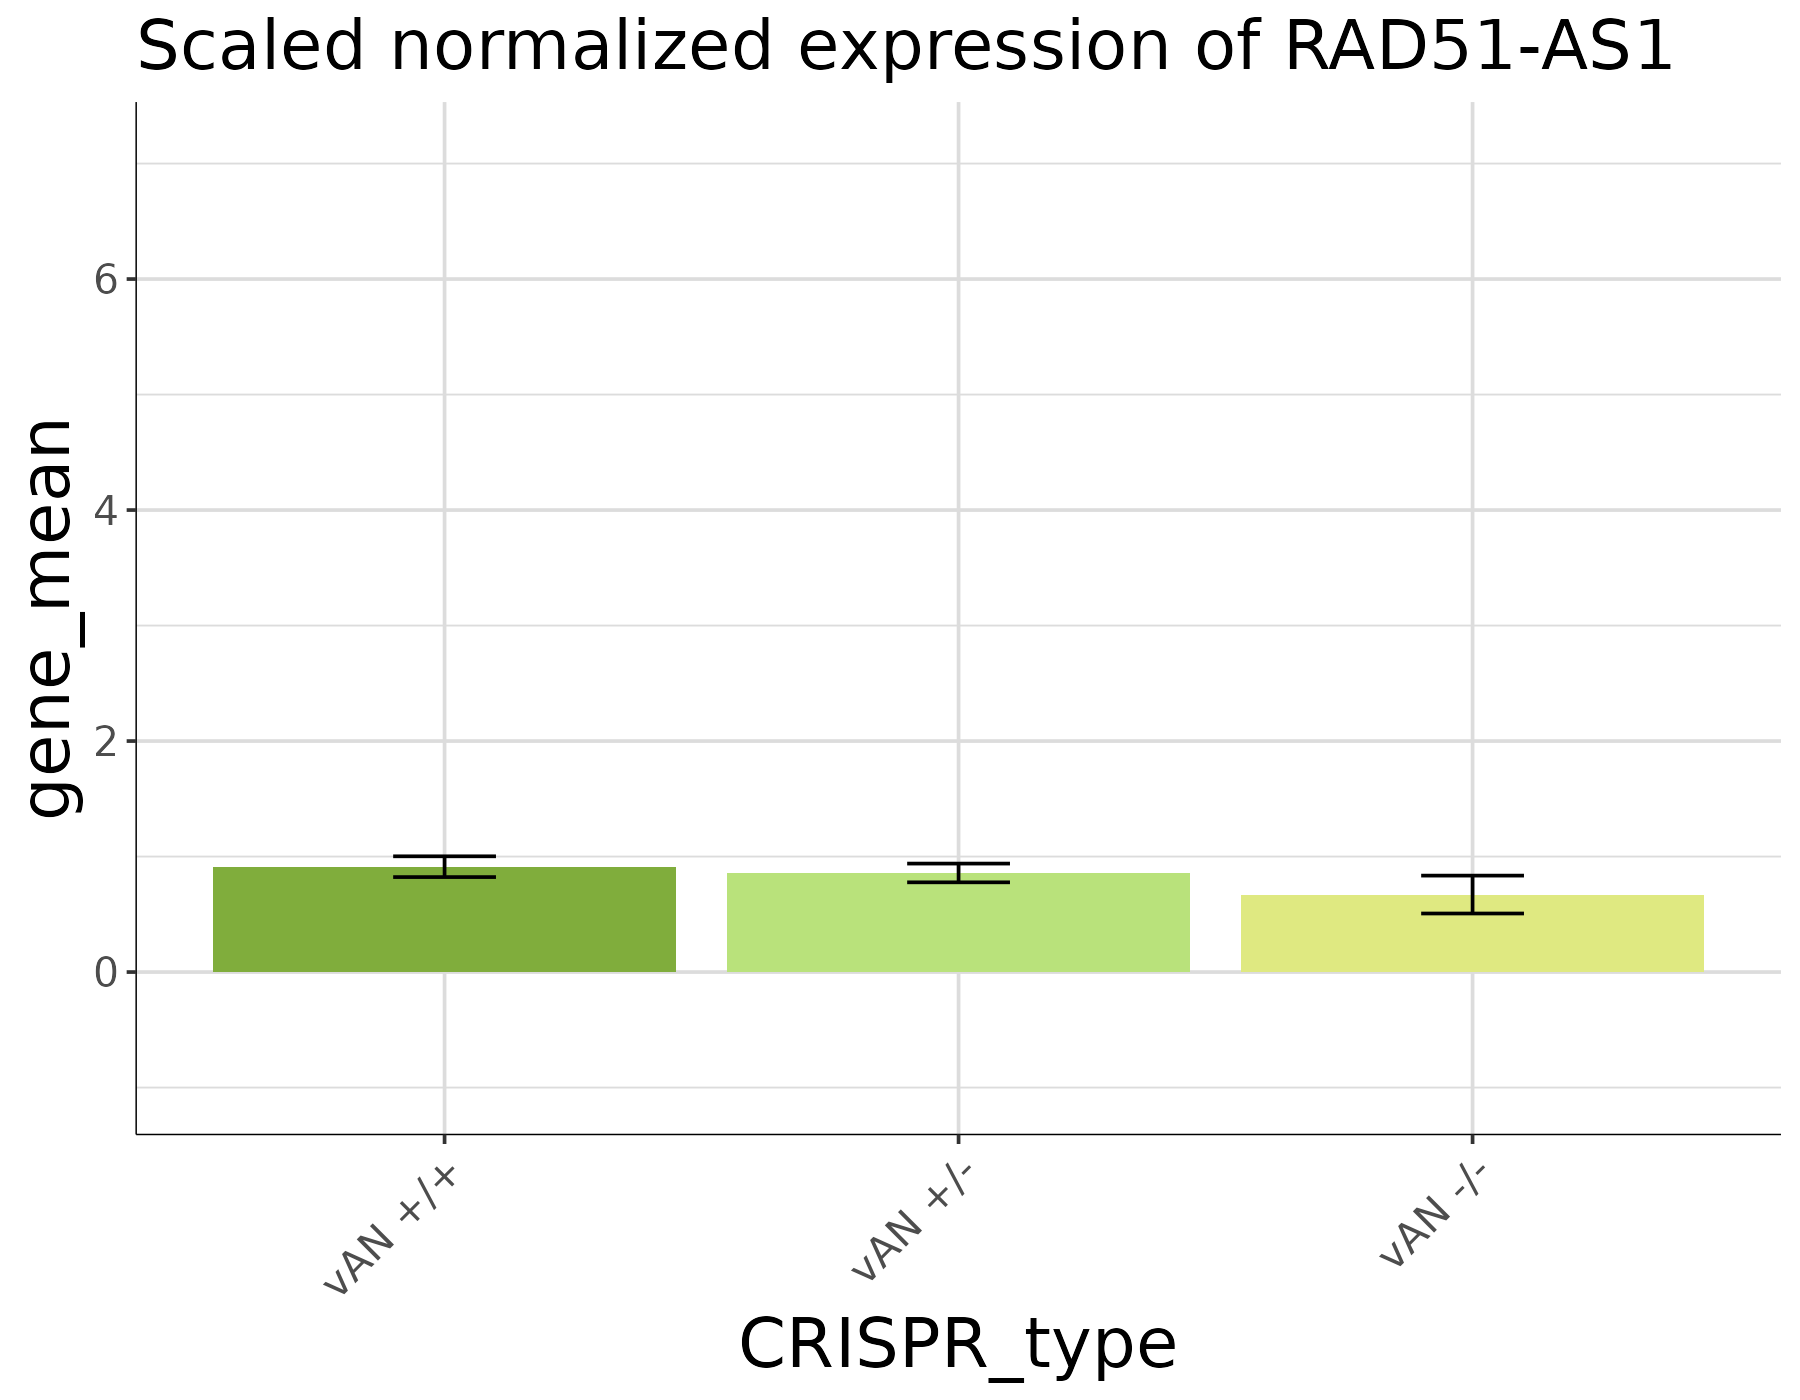 Scaled normalized expression of RAD51-AS1
gene_mean
6
4
2
0
vAN +/+
vAN +/-
vAN -/-
CRISPR_type